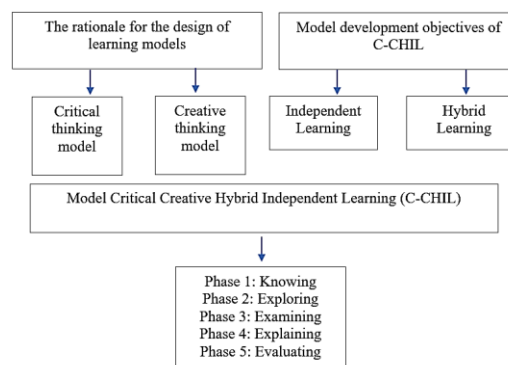 The rationale for the design of
learning models
Model development objectives of
C-CHIL
Critical
thinking
model
Creative
thinking
model
Independent
Learning
Hybrid
Learning
Model Critical Creative Hybrid Independent Learning (C-CHIL)
Phase 1: Knowing
Phase 2: Exploring
Phase 3: Examining
Phase 4: Explaining
Phase 5: Evaluating